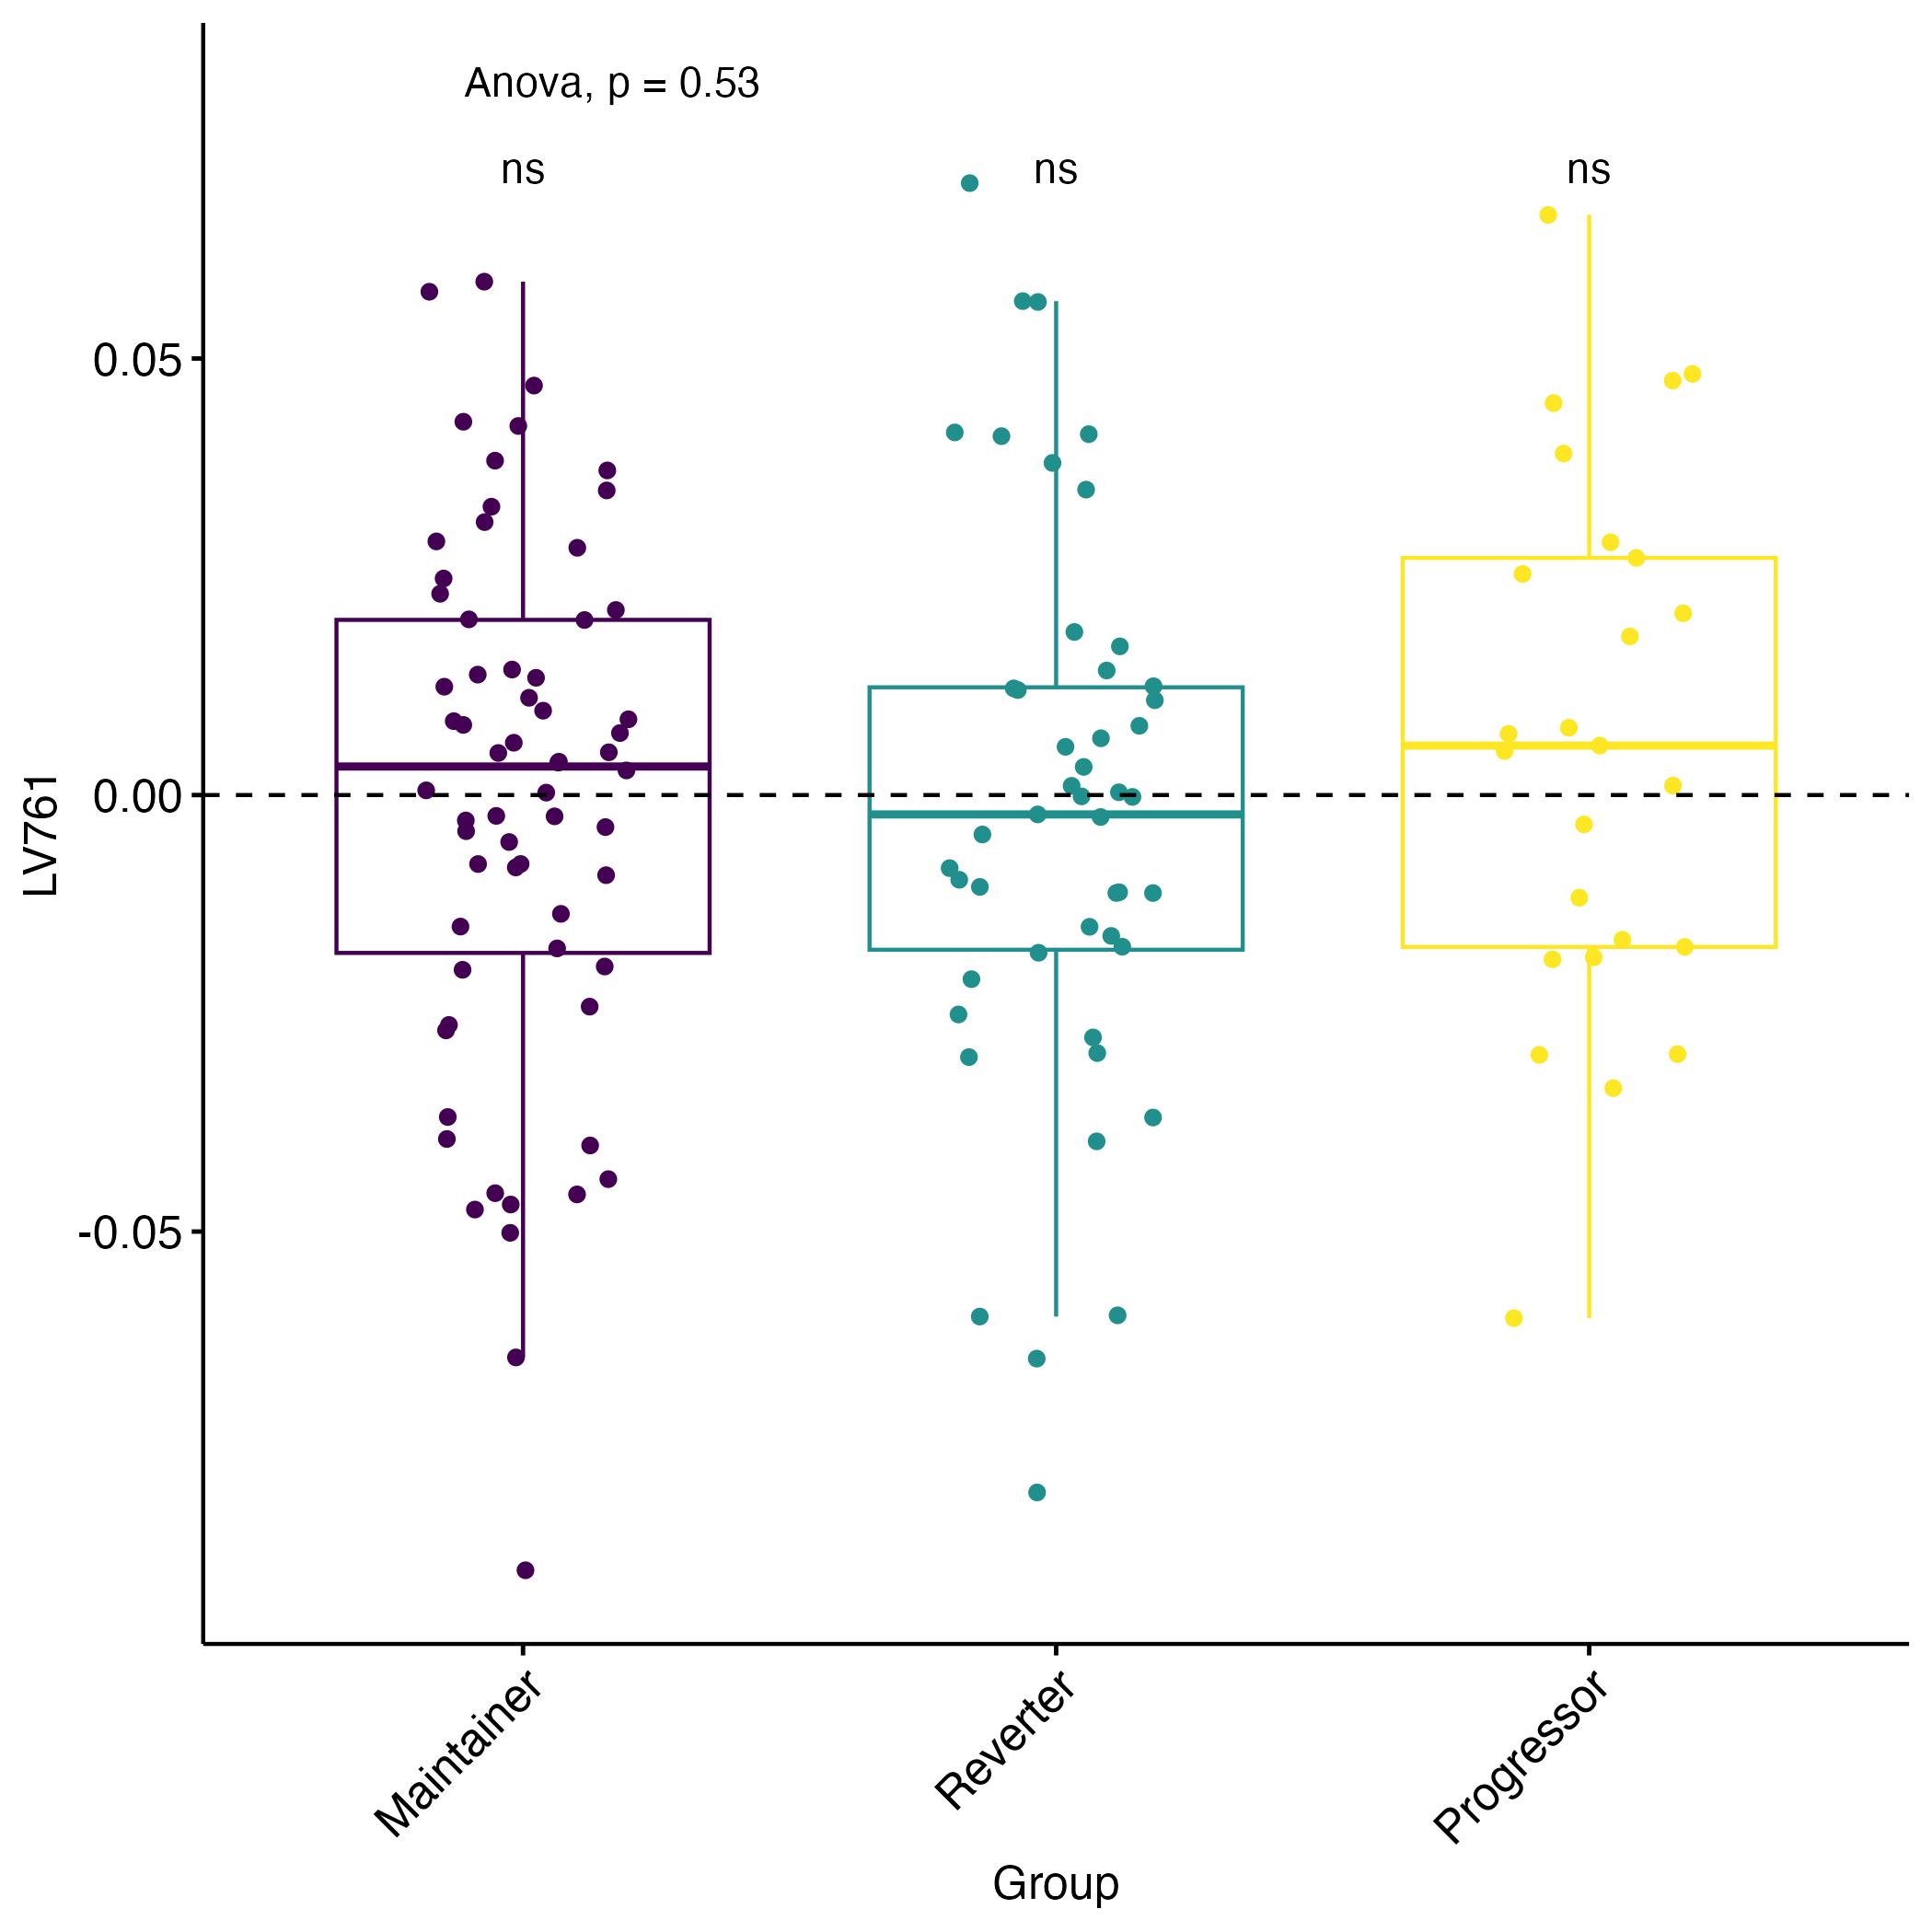 Anova, p = 0.53
ns ns ns
0.05
0.00
-0.05
LV761
Maintainer
Reverter
Progressor
Group